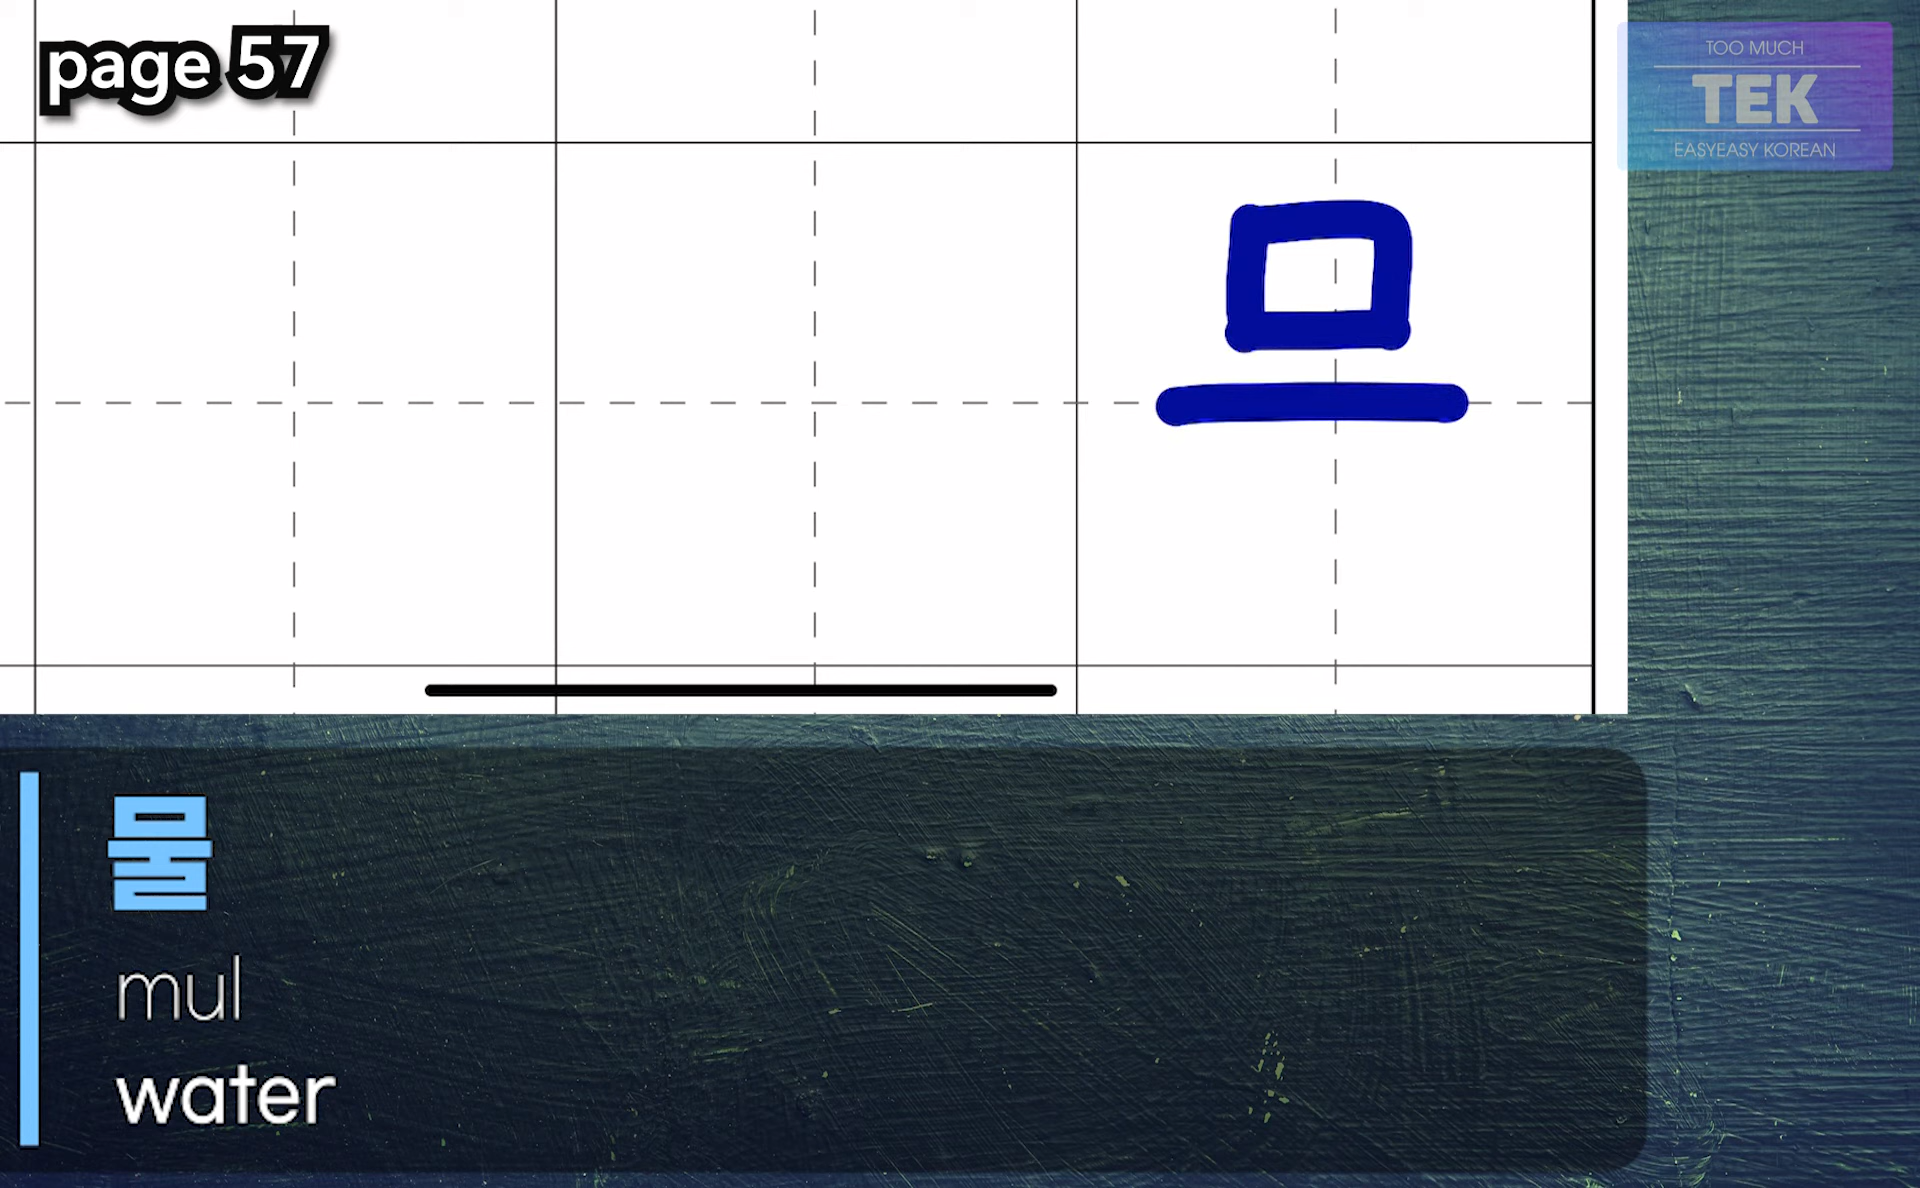 page 57
TOO MUCH
TEK
EASYEASY KOREAN
므
물
mul
water